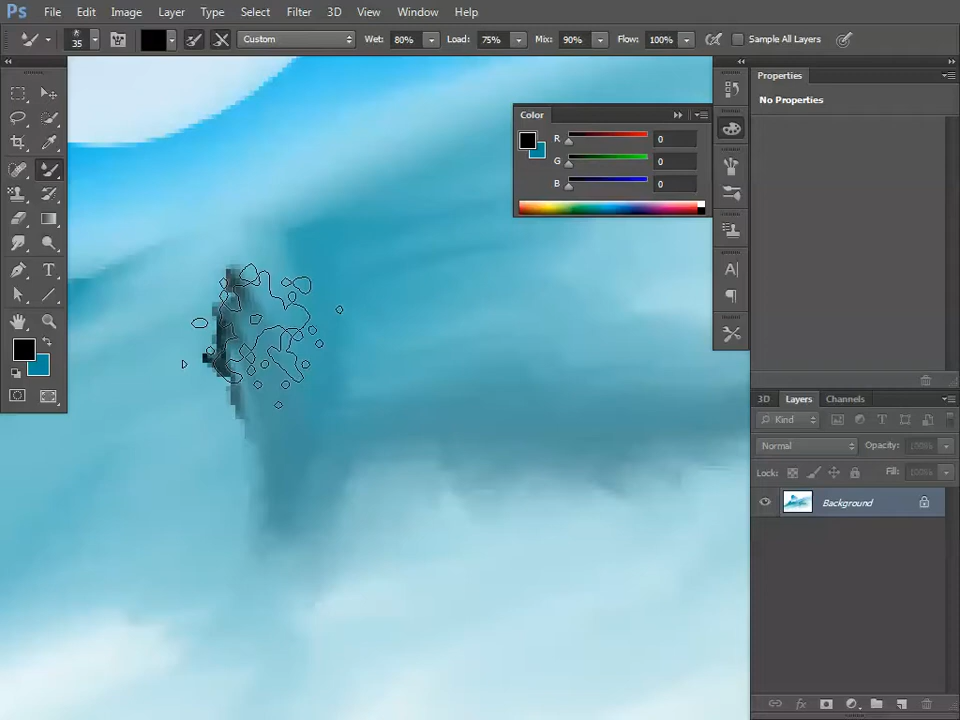 Ps File Edit Image Layer Type Select Filter 3D View Window Help
35 Custom Wet: 80% Load: 75% Mix: 90% Flow: 100% Sample All Layers
Properties
No Properties
Color
R 0
G 0
B 0
3D Layers Channels
Kind
Normal Opacity: 100%
Lock: Fill: 100%
Background